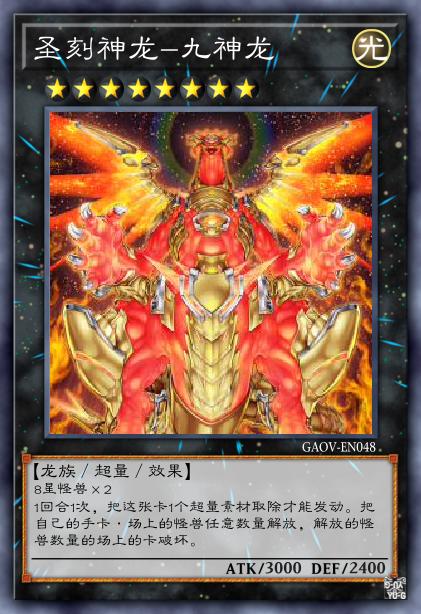 圣刻神龙-九神龙
光
GAOV-EN048
【龙族／超量／效果】
8星怪兽×2
1回合1次，把这张卡1个超量素材取除才能发动。把
自己的手卡·场上的怪兽任意数量解放，解放的怪
兽数量的场上的卡破坏。
ATK/3000 DEF/2400